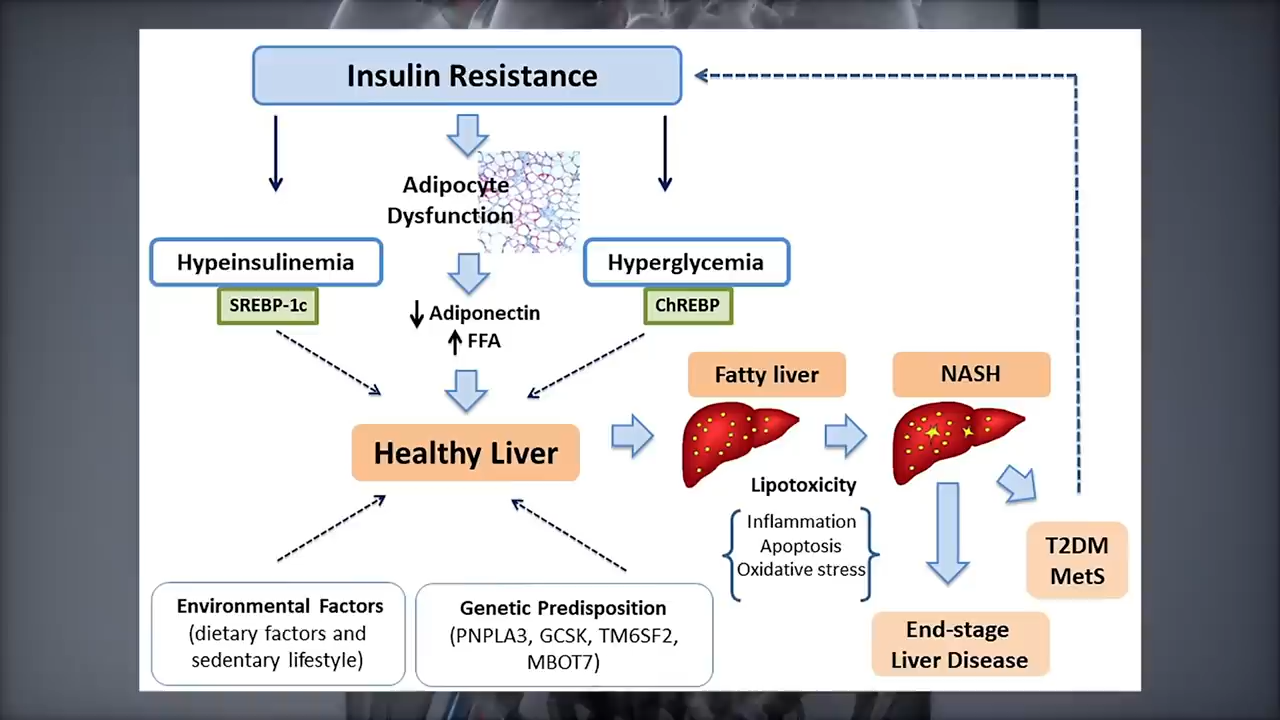 Insulin Resistance
Adipocyte
Dysfunction
Hypeinsulinemia
SREBP-1c
Hyperglycemia
ChREBP
↓ Adiponectin
↑ FFA
Healthy Liver
Fatty liver
NASH
Lipotoxicity
Inflammation
Apoptosis
Oxidative stress
T2DM
MetS
End-stage
Liver Disease
Environmental Factors
(dietary factors and
sedentary lifestyle)
Genetic Predisposition
(PNPLA3, GCSK, TM6SF2,
MBOT7)